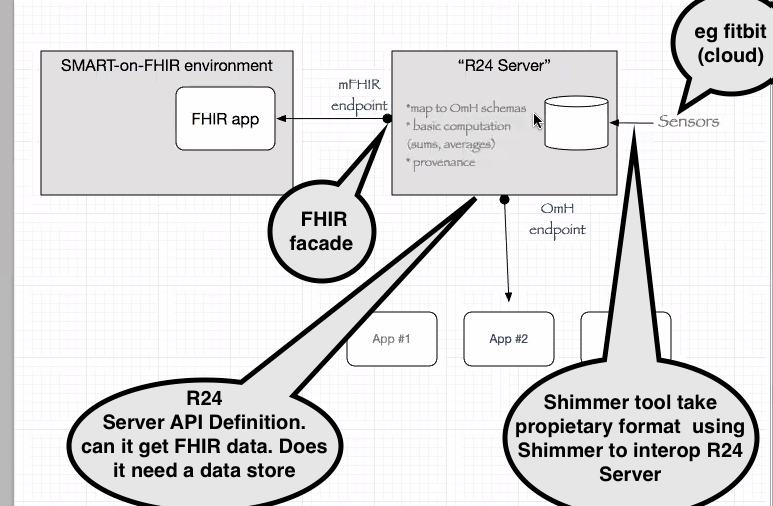 eg fitbit
(cloud)
SMART-on-FHIR environment
FHIR app
mFHIR
endpoint
“R24 Server”
*map to OmH schemas
* basic computation
(sums, averages)
* provenance
Sensors
FHIR
facade
OmH
endpoint
App #1
App #2
R24
Server API Definition.
can it get FHIR data. Does
it need a data store
Shimmer tool take
propietary format using
Shimmer to interop R24
Server